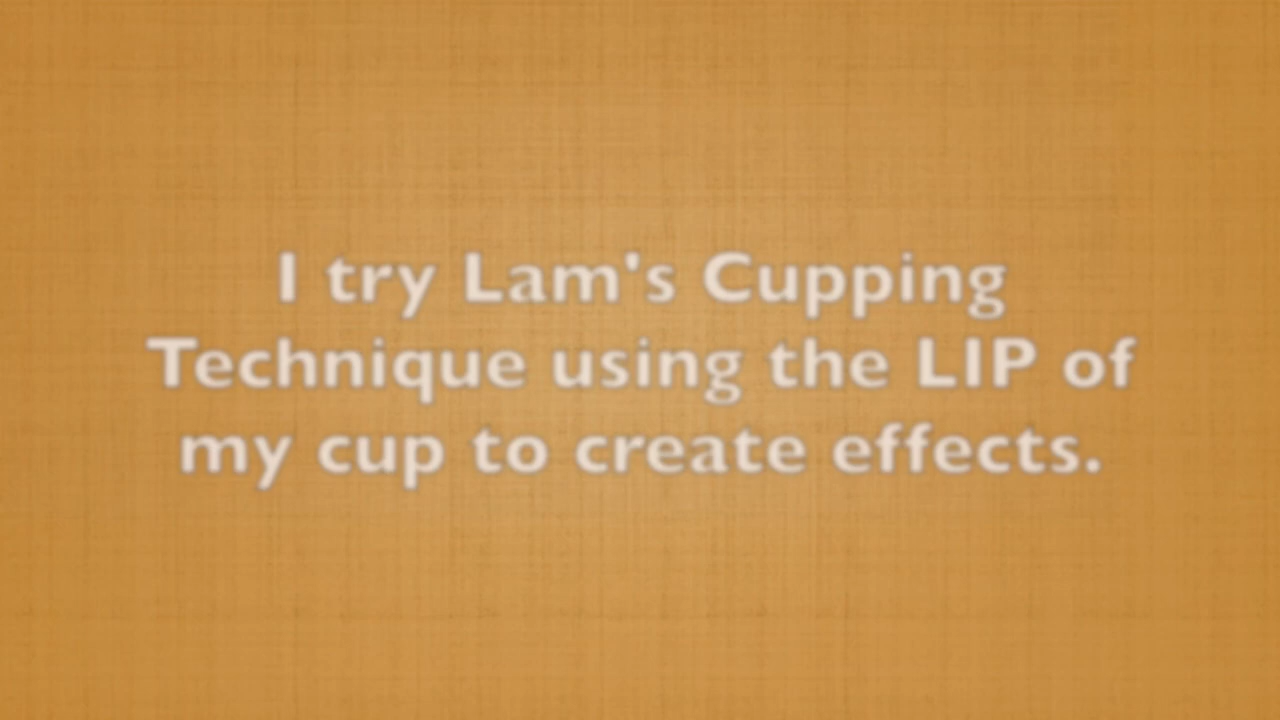 I try Lam's Cupping
Technique using the LIP of
my cup to create effects.